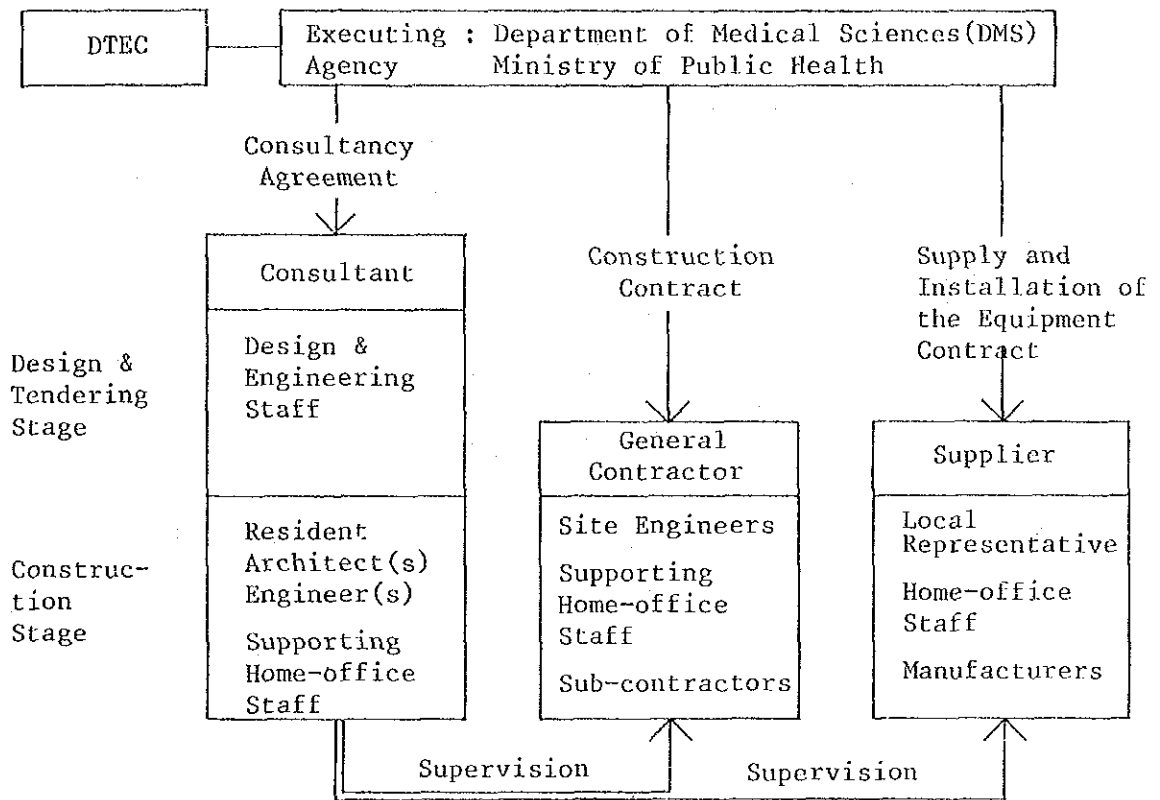 DTEC
Executing : Department of Medical Sciences(DMS)
Agency Ministry of Public Health
Consultancy
Agreement
Construction
Contract
Supply and
Installation of
the Equipment
Contract
Design &
Tendering
Stage
Consultant
Design &
Engineering
Staff
General
Contractor
Supplier
Construc-
tion
Stage
Resident
Architect(s)
Engineer(s)
Supporting
Home-office
Staff
Site Engineers
Supporting
Home-office
Staff
Sub-contractors
Local
Representative
Home-office
Staff
Manufacturers
Supervision
Supervision